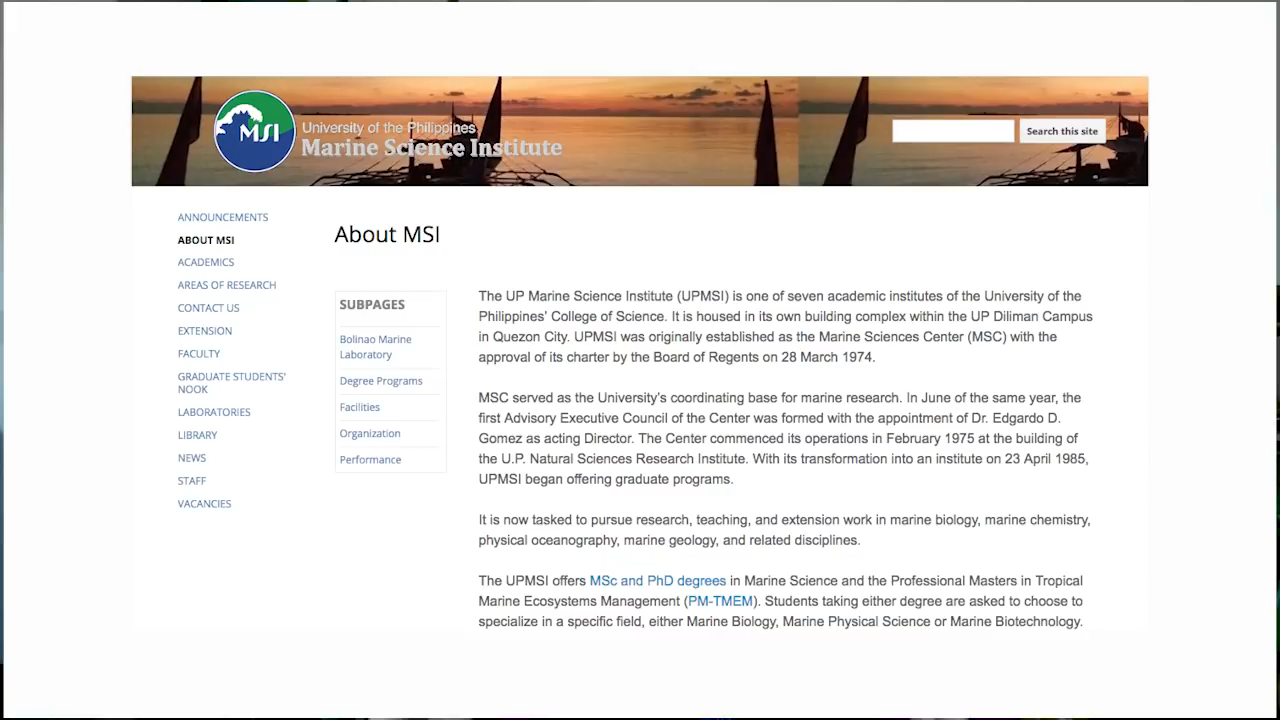 MSI
University of the Philippines
Marine Science Institute
Search this site
ANNOUNCEMENTS
ABOUT MSI
ACADEMICS
AREAS OF RESEARCH
CONTACT US
EXTENSION
FACULTY
GRADUATE STUDENTS'
NOOK
LABORATORIES
LIBRARY
NEWS
STAFF
VACANCIES
About MSI
SUBPAGES
Bolinao Marine
Laboratory
Degree Programs
Facilities
Organization
Performance
The UP Marine Science Institute (UPMSI) is one of seven academic institutes of the University of the
Philippines’ College of Science. It is housed in its own building complex within the UP Diliman Campus
in Quezon City. UPMSI was originally established as the Marine Sciences Center (MSC) with the
approval of its charter by the Board of Regents on 28 March 1974.
MSC served as the University’s coordinating base for marine research. In June of the same year, the
first Advisory Executive Council of the Center was formed with the appointment of Dr. Edgardo D.
Gomez as acting Director. The Center commenced its operations in February 1975 at the building of
the U.P. Natural Sciences Research Institute. With its transformation into an institute on 23 April 1985,
UPMSI began offering graduate programs.
It is now tasked to pursue research, teaching, and extension work in marine biology, marine chemistry,
physical oceanography, marine geology, and related disciplines.
The UPMSI offers MSc and PhD degrees in Marine Science and the Professional Masters in Tropical
Marine Ecosystems Management (PM-TMEM). Students taking either degree are asked to choose to
specialize in a specific field, either Marine Biology, Marine Physical Science or Marine Biotechnology.